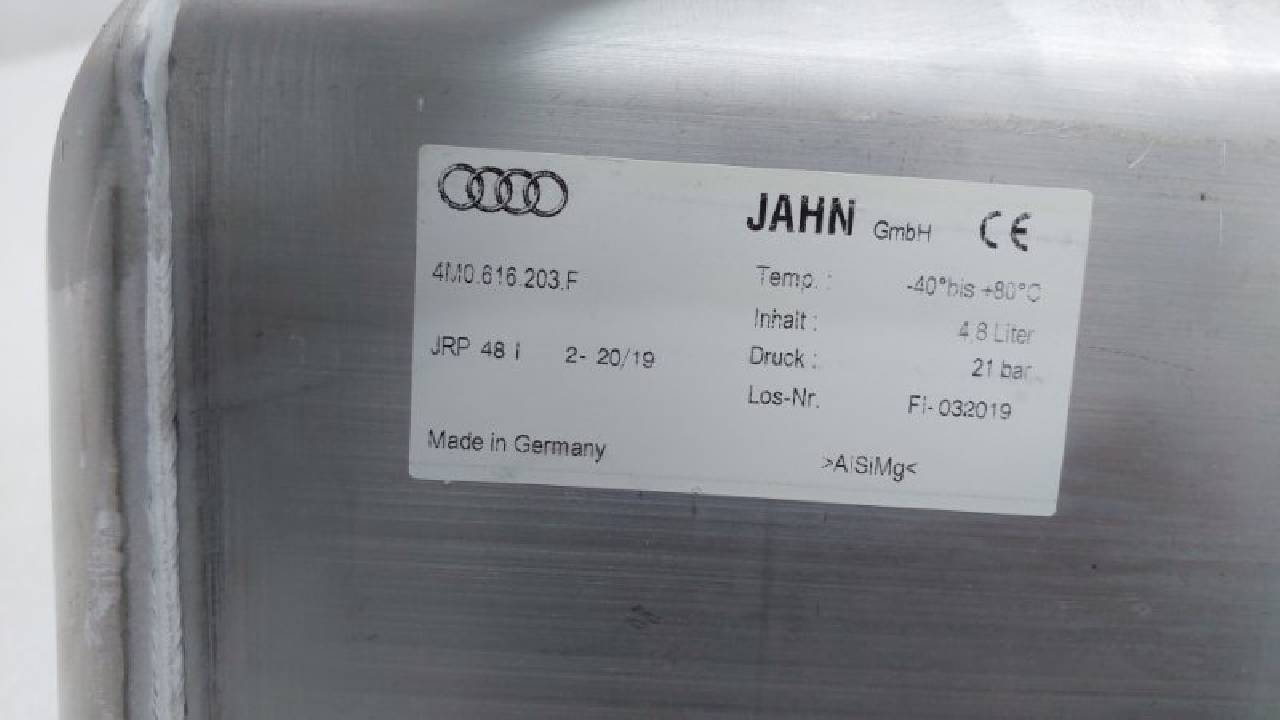 JAHN GmbH CE
4M0.616.203.F
Temp. : -40°bis +80°C
Inhalt : 4,8 Liter
JRP 48 l 2- 20/19
Druck : 21 bar
Los-Nr. FI- 032019
Made in Germany
>AlSiMg<